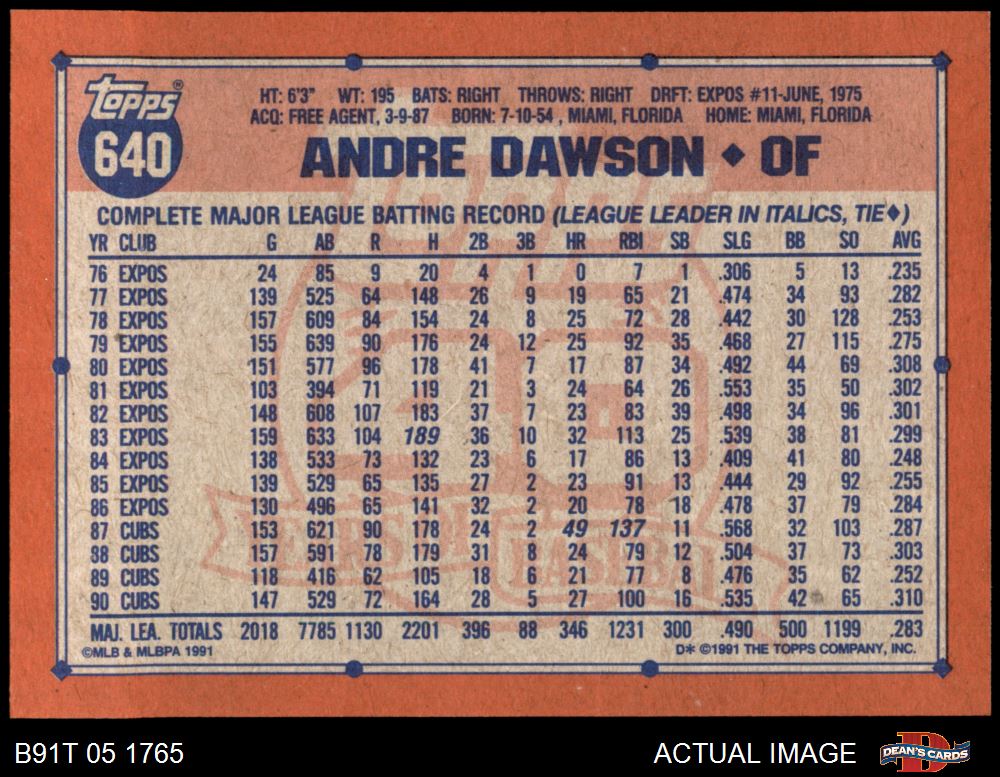 Topps®
640
HT: 6'3" WT: 195 BATS: RIGHT THROWS: RIGHT DRFT: EXPOS #11-JUNE, 1975
ACQ: FREE AGENT, 3-9-87 BORN: 7-10-54 , MIAMI, FLORIDA HOME: MIAMI, FLORIDA
ANDRE DAWSON ◆ OF
COMPLETE MAJOR LEAGUE BATTING RECORD (LEAGUE LEADER IN ITALICS, TIE◆)
YR CLUB G AB R H 2B 3B HR RBI SB SLG BB SO AVG
76 EXPOS 24 85 9 20 4 1 0 7 1 .306 5 13 .235
77 EXPOS 139 525 64 148 26 9 19 65 21 .474 34 93 .282
78 EXPOS 157 609 84 154 24 8 25 72 28 .442 30 128 .253
79 EXPOS 155 639 90 176 24 12 25 92 35 .468 27 115 .275
80 EXPOS 151 577 96 178 41 7 17 87 34 .492 44 69 .308
81 EXPOS 103 394 71 119 21 3 24 64 26 .553 35 50 .302
82 EXPOS 148 608 107 183 37 7 23 83 39 .498 34 96 .301
83 EXPOS 159 633 104 189 36 10 32 113 25 .539 38 81 .299
84 EXPOS 138 533 73 132 23 6 17 86 13 .409 41 80 .248
85 EXPOS 139 529 65 135 27 2 23 91 13 .444 29 92 .255
86 EXPOS 130 496 65 141 32 2 20 78 18 .478 37 79 .284
87 CUBS 153 621 90 178 24 2 49 137 11 .568 32 103 .287
88 CUBS 157 591 78 179 31 8 24 79 12 .504 37 73 .303
89 CUBS 118 416 62 105 18 6 21 77 8 .476 35 62 .252
90 CUBS 147 529 72 164 28 5 27 100 16 .535 42 65 .310
MAJ. LEA. TOTALS 2018 7785 1130 2201 396 88 346 1231 300 .490 500 1199 .283
©MLB & MLBPA 1991 D* ©1991 THE TOPPS COMPANY, INC.
Topps
40
YEARS OF BASEBALL
B91T 05 1765 ACTUAL IMAGE DEAN'S CARDS